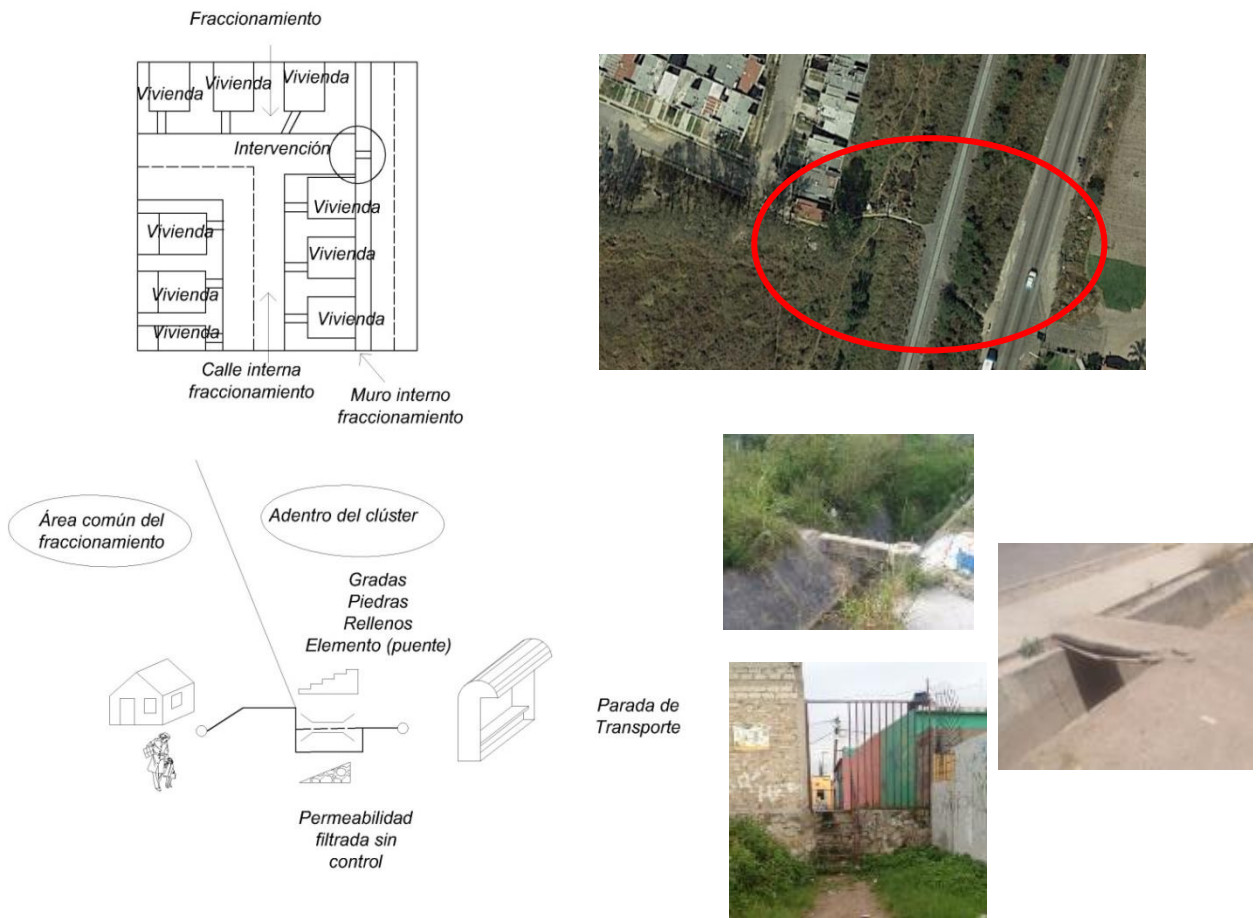 Fraccionamiento
Vivienda
Vivienda
Vivienda
Intervención
Vivienda
Vivienda
Vivienda
Vivienda
Vivienda
Vivienda
Calle interna
fraccionamiento
Muro interno
fraccionamiento
Área común del
fraccionamiento
Adentro del clúster
Gradas
Piedras
Rellenos
Elemento (puente)
Parada de
Transporte
Permeabilidad
filtrada sin
control